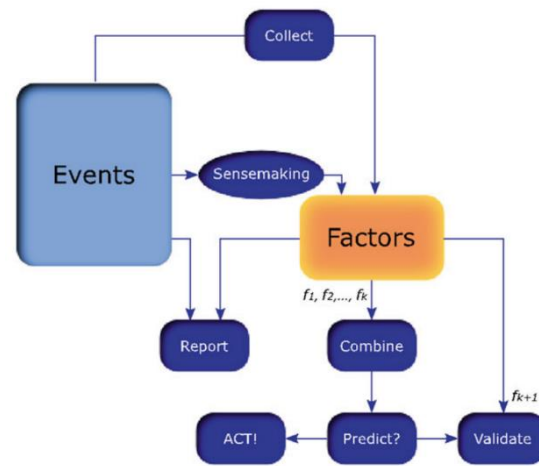 Collect
Events
Sensemaking
Factors
f1, f2,..., fk
Report
Combine
fk+1
ACT!
Predict?
Validate